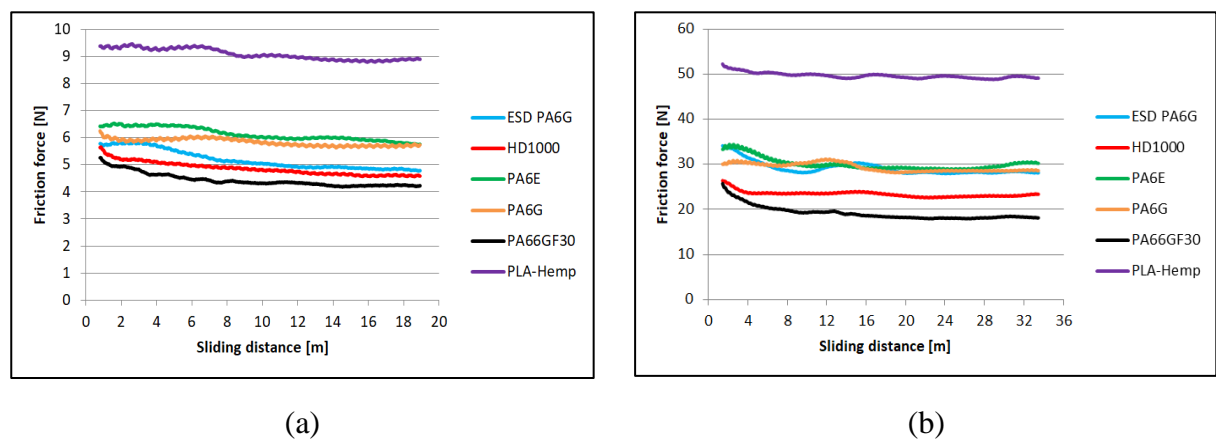 10
9
8
7
6
5
4
3
2
1
0
Friction force [N]
0 2 4 6 8 10 12 14 16 18 20
Sliding distance [m]
ESD PA6G
HD1000
PA6E
PA6G
PA66GF30
PLA-Hemp
(a)
60
50
40
30
20
10
0
Friction force [N]
0 4 8 12 16 20 24 28 32 36
Sliding distance [m]
ESD PA6G
HD1000
PA6E
PA6G
PA66GF30
PLA-Hemp
(b)